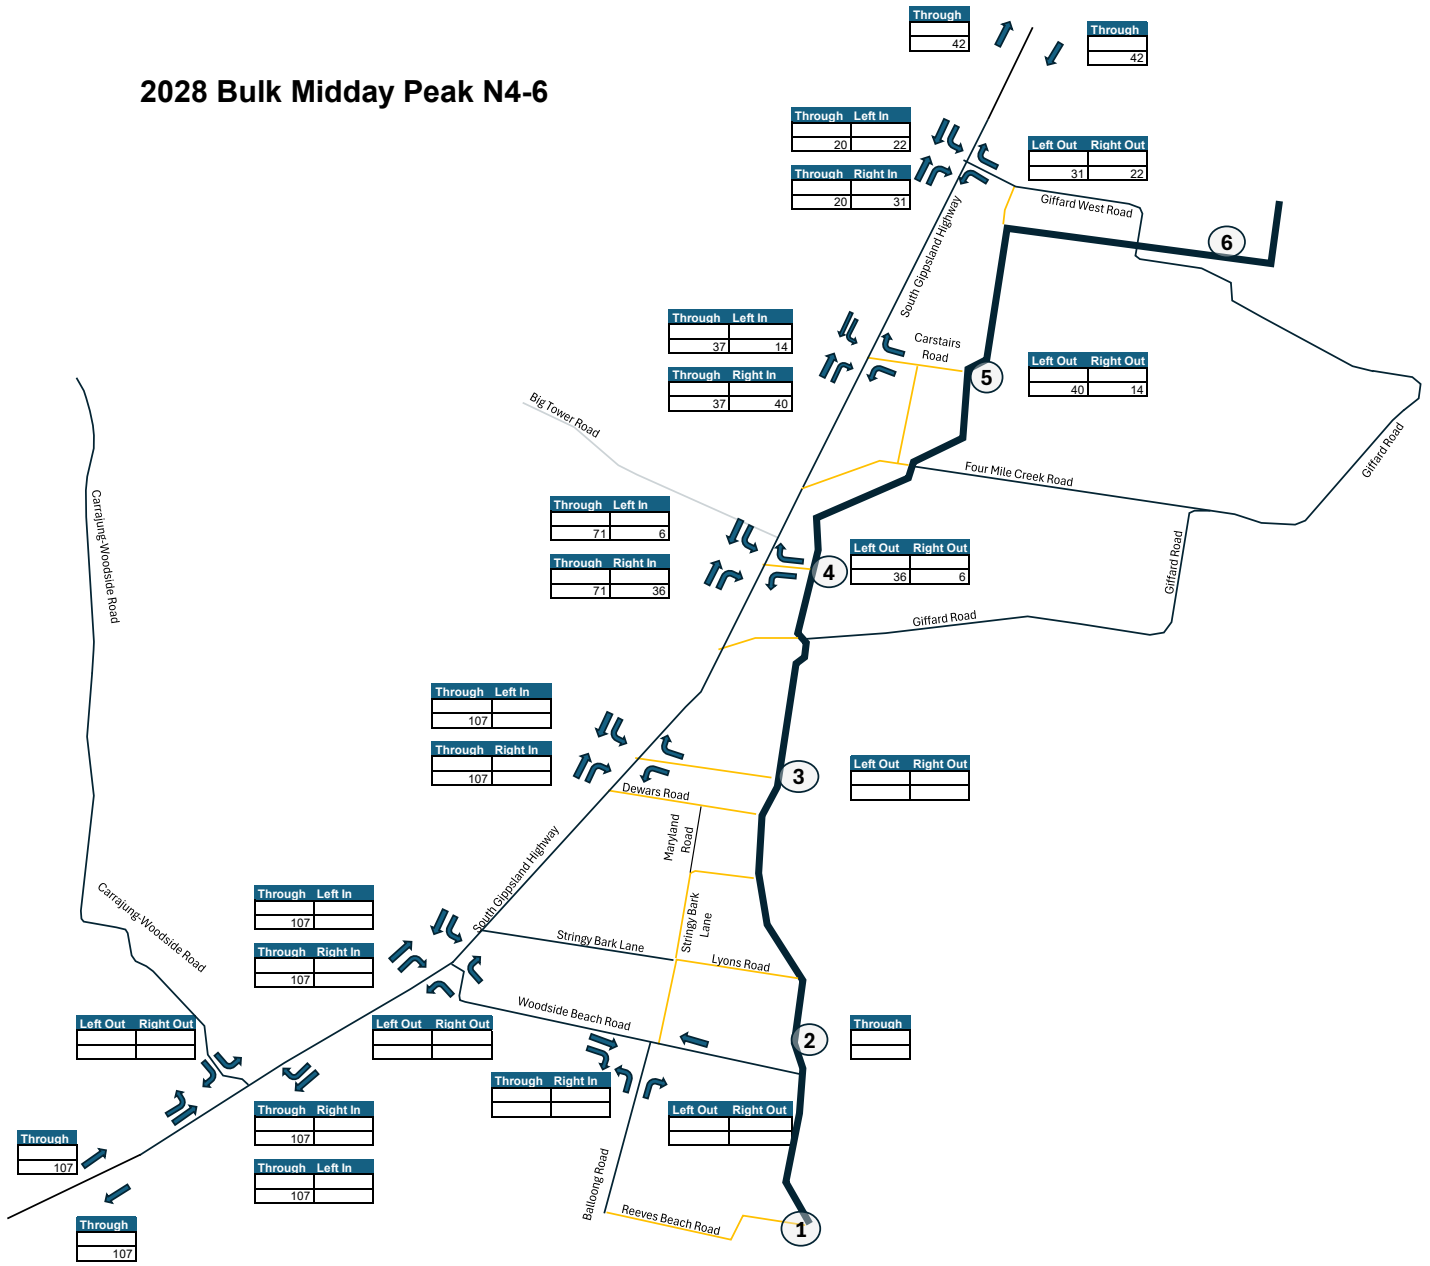 Through
42
Through
42
2028 Bulk Midday Peak N4-6
Through Left In
20 22
Left Out Right Out
31 22
Through Right In
20 31
Giffard West Road
6
South Gippsland Highway
Through Left In
37 14
Carstairs
Road
Left Out Right Out
40 14
5
Through Right In
37 40
Big Tower Road
Giffard Road
Four Mile Creek Road
Carrajung-Woodside Road
Through Left In
71 6
Left Out Right Out
36 6
4
Through Right In
71 36
Giffard Road
Giffard Road
Through Left In
107
Through Right In
107
3
Left Out Right Out
Dewars Road
Maryland
Road
South Gippsland Highway
Through Left In
107
Carrajung-Woodside Road
Stringy Bark
Lane
Stringy Bark Lane
Through Right In
107
Lyons Road
Woodside Beach Road
Left Out Right Out
Left Out Right Out
2
Through
Through Right In
Through Right In
107
Left Out Right Out
Through
107
Through Left In
107
Balloong Road
Reeves Beach Road
1
Through
107